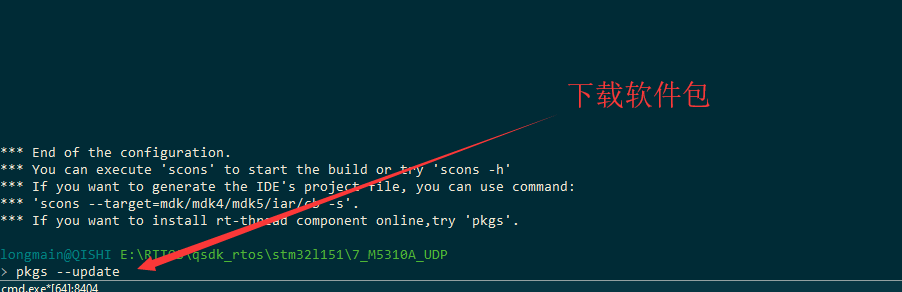 下载软件包
*** End of the configuration.
*** You can execute 'scons' to start the build or try 'scons -h'
*** If you want to generate the IDE's project file, you can use command:
*** 'scons --target=mdk/mdk4/mdk5/iar/cb -s'.
*** If you want to install rt-thread component online,try 'pkgs'.
longmain@QISHI E:\RTTOS\qsdk_rtos\stm32l151\7_M5310A_UDP
> pkgs --update
cmd.exe*[64]:8404